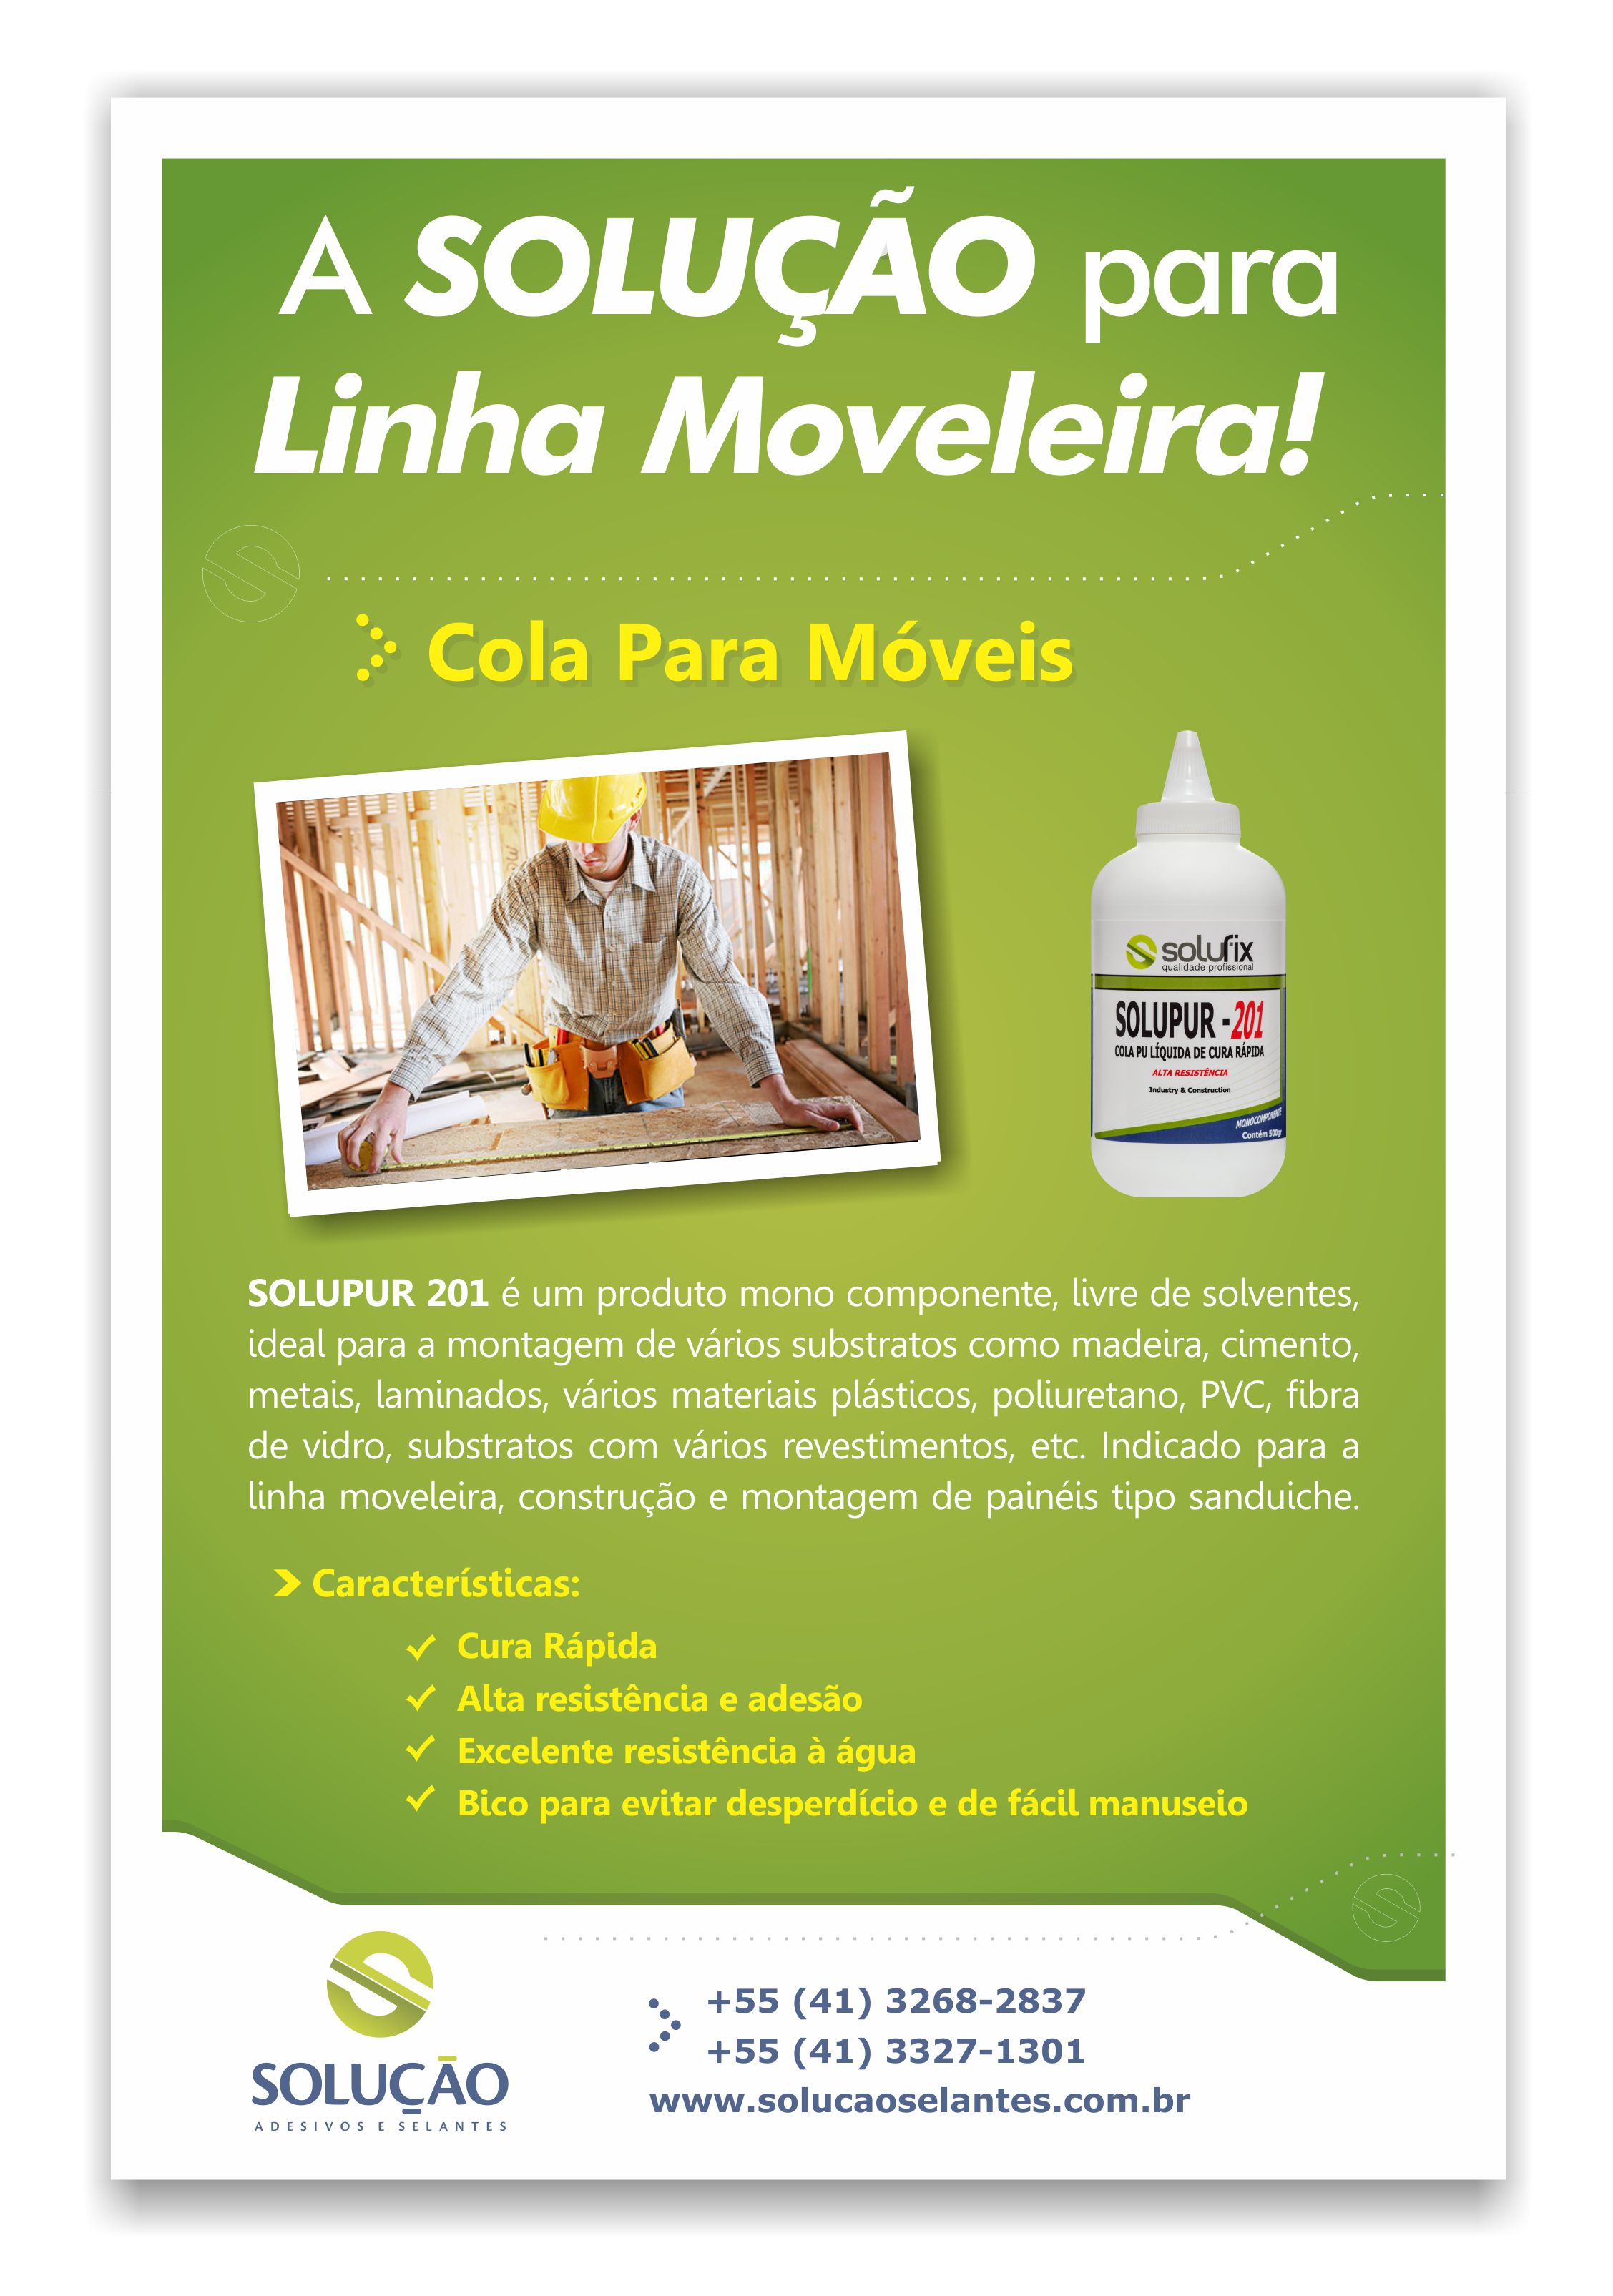 A SOLUÇÃO para
Linha Moveleira!
Cola Para Móveis
solufix
qualidade profissional
SOLUPUR - 201
COLA PU LÍQUIDA DE CURA RÁPIDA
ALTA RESISTÊNCIA
Industry & Construction
MONOCOMPONENTE
Contém 500gr
SOLUPUR 201 é um produto mono componente, livre de solventes,
ideal para a montagem de vários substratos como madeira, cimento,
metais, laminados, vários materiais plásticos, poliuretano, PVC, fibra
de vidro, substratos com vários revestimentos, etc. Indicado para a
linha moveleira, construção e montagem de painéis tipo sanduiche.
Características:
Cura Rápida
Alta resistência e adesão
Excelente resistência à água
Bico para evitar desperdício e de fácil manuseio
SOLUÇÃO
ADESIVOS E SELANTES
+55 (41) 3268-2837
+55 (41) 3327-1301
www.solucaoselantes.com.br